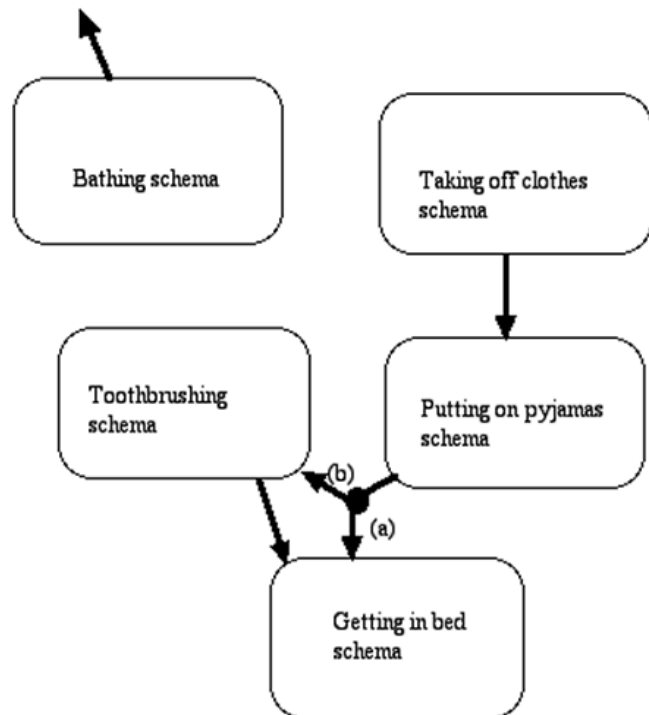 Bathing schema
Taking off clothes
schema
Toothbrushing
schema
Putting on pyjamas
schema
(b)
(a)
Getting in bed
schema